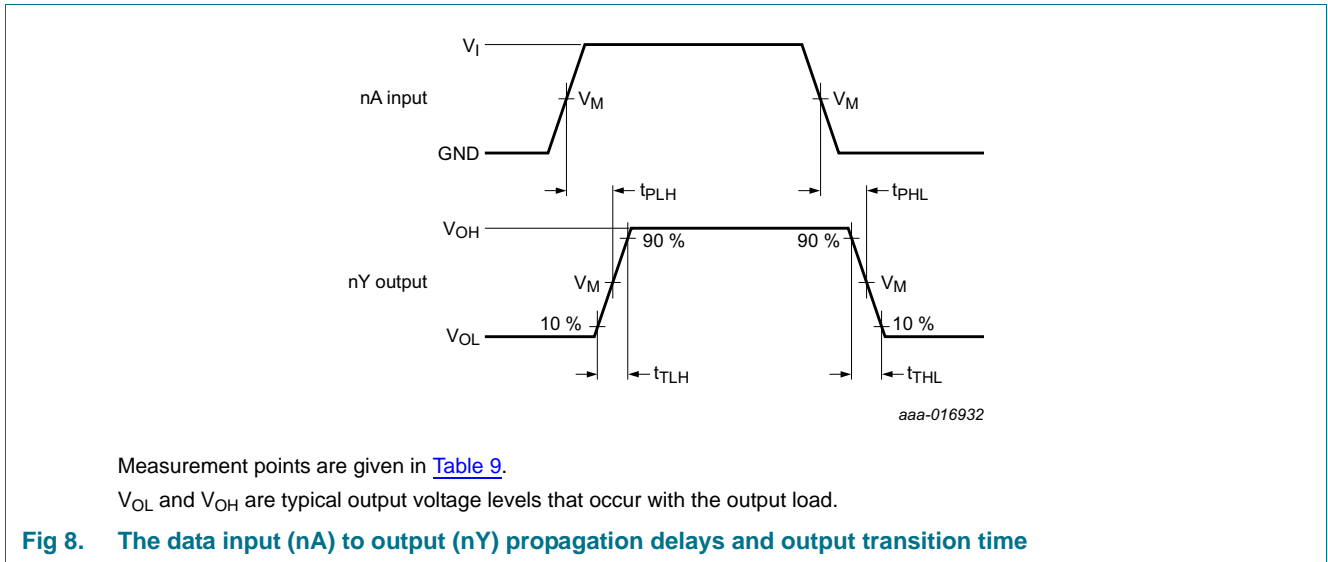 VI
nA input
VM
VM
GND
tPLH
tPHL
VOH
90 %
90 %
nY output
VM
VM
10 %
10 %
VOL
tTLH
tTHL
aaa-016932
Measurement points are given in Table 9.
VOL and VOH are typical output voltage levels that occur with the output load.
Fig 8. The data input (nA) to output (nY) propagation delays and output transition time